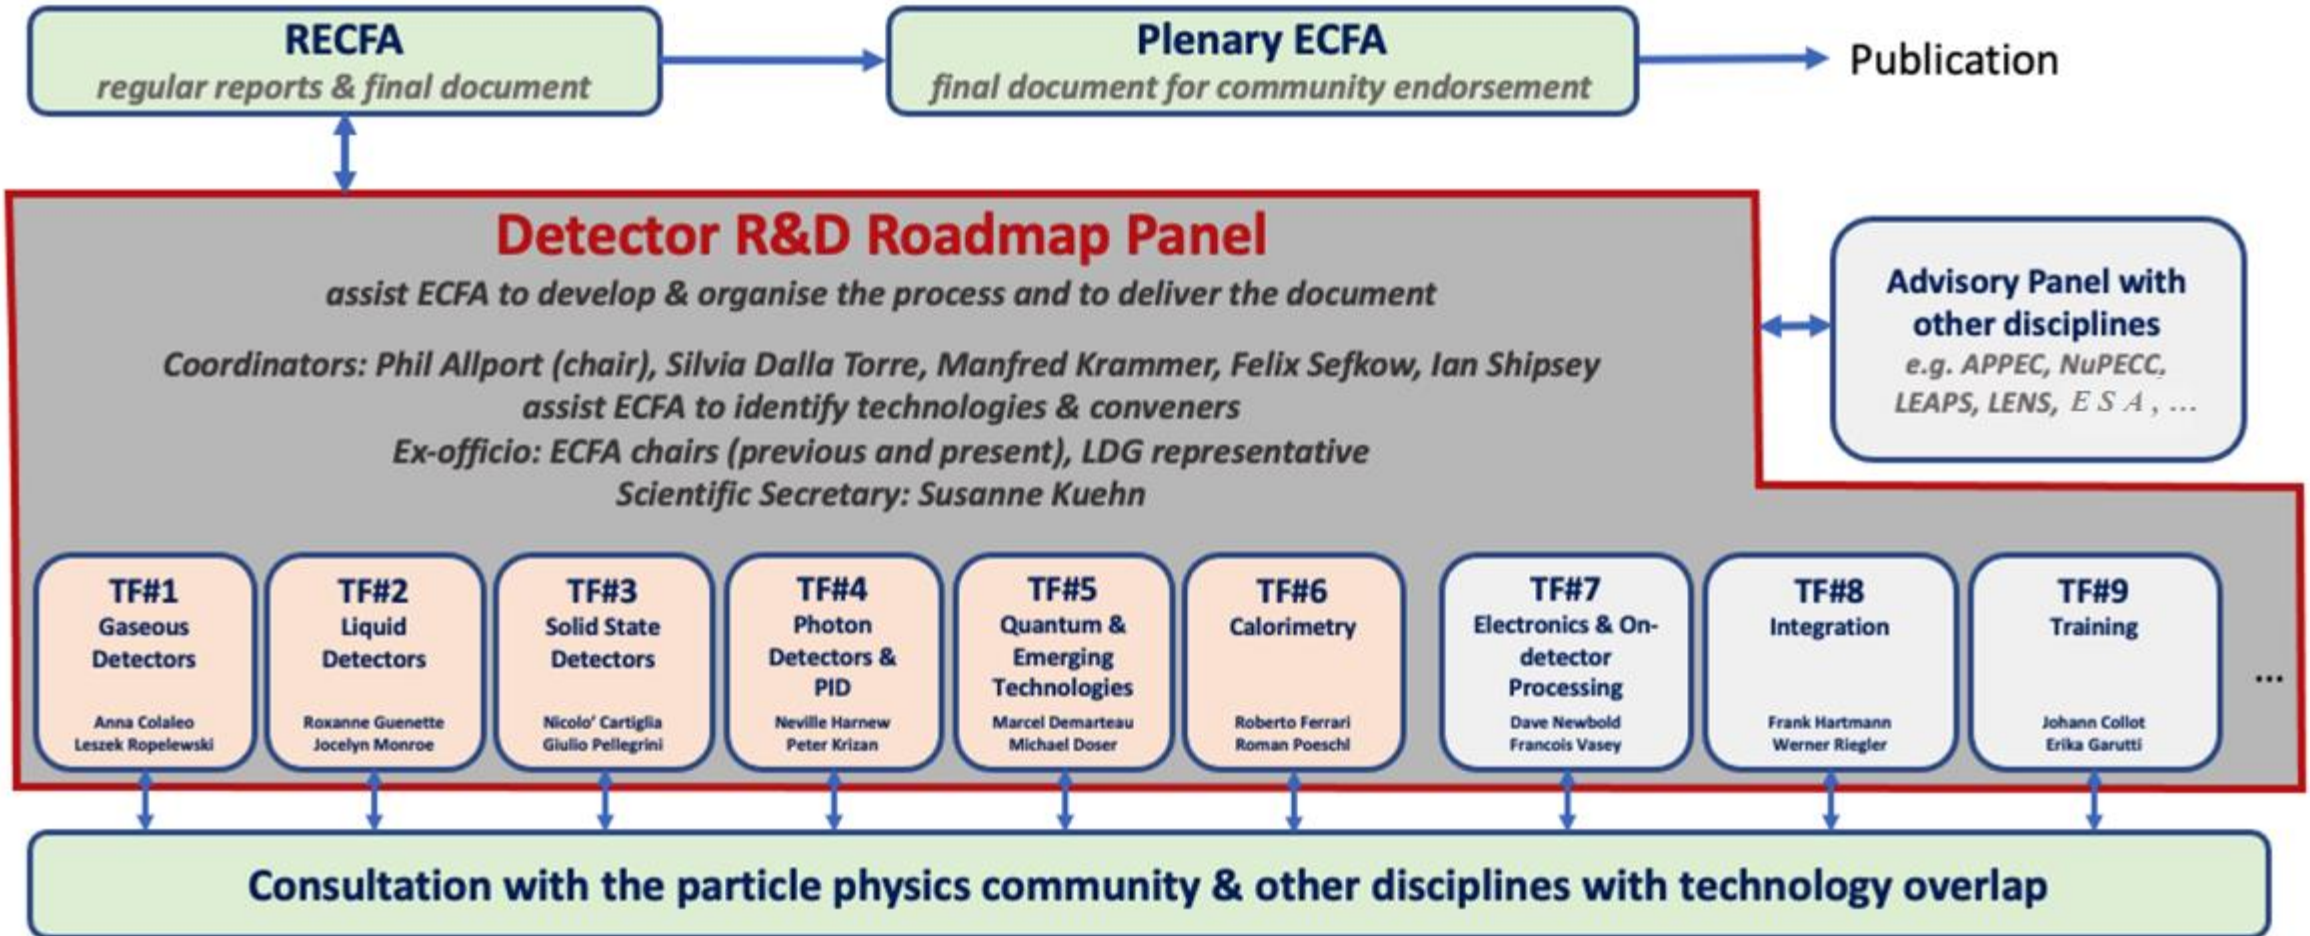 RECFA
regular reports & final document
Plenary ECFA
final document for community endorsement
Publication
Detector R&D Roadmap Panel
assist ECFA to develop & organise the process and to deliver the document
Coordinators: Phil Allport (chair), Silvia Dalla Torre, Manfred Krammer, Felix Sefkow, Ian Shipsey
assist ECFA to identify technologies & conveners
Ex-officio: ECFA chairs (previous and present), LDG representative
Scientific Secretary: Susanne Kuehn
Advisory Panel with
other disciplines
e.g. APPEC, NuPECC,
LEAPS, LENS, E S A , ...
TF#1
Gaseous
Detectors
Anna Colaleo
Leszek Ropelewski
TF#2
Liquid
Detectors
Roxanne Guenette
Jocelyn Monroe
TF#3
Solid State
Detectors
Nicolo' Cartiglia
Giulio Pellegrini
TF#4
Photon
Detectors &
PID
Neville Harnew
Peter Krizan
TF#5
Quantum &
Emerging
Technologies
Marcel Demarteau
Michael Doser
TF#6
Calorimetry
Roberto Ferrari
Roman Poeschl
TF#7
Electronics & On-
detector
Processing
Dave Newbold
Francois Vasey
TF#8
Integration
Frank Hartmann
Werner Riegler
TF#9
Training
Johann Collot
Erika Garutti
...
Consultation with the particle physics community & other disciplines with technology overlap